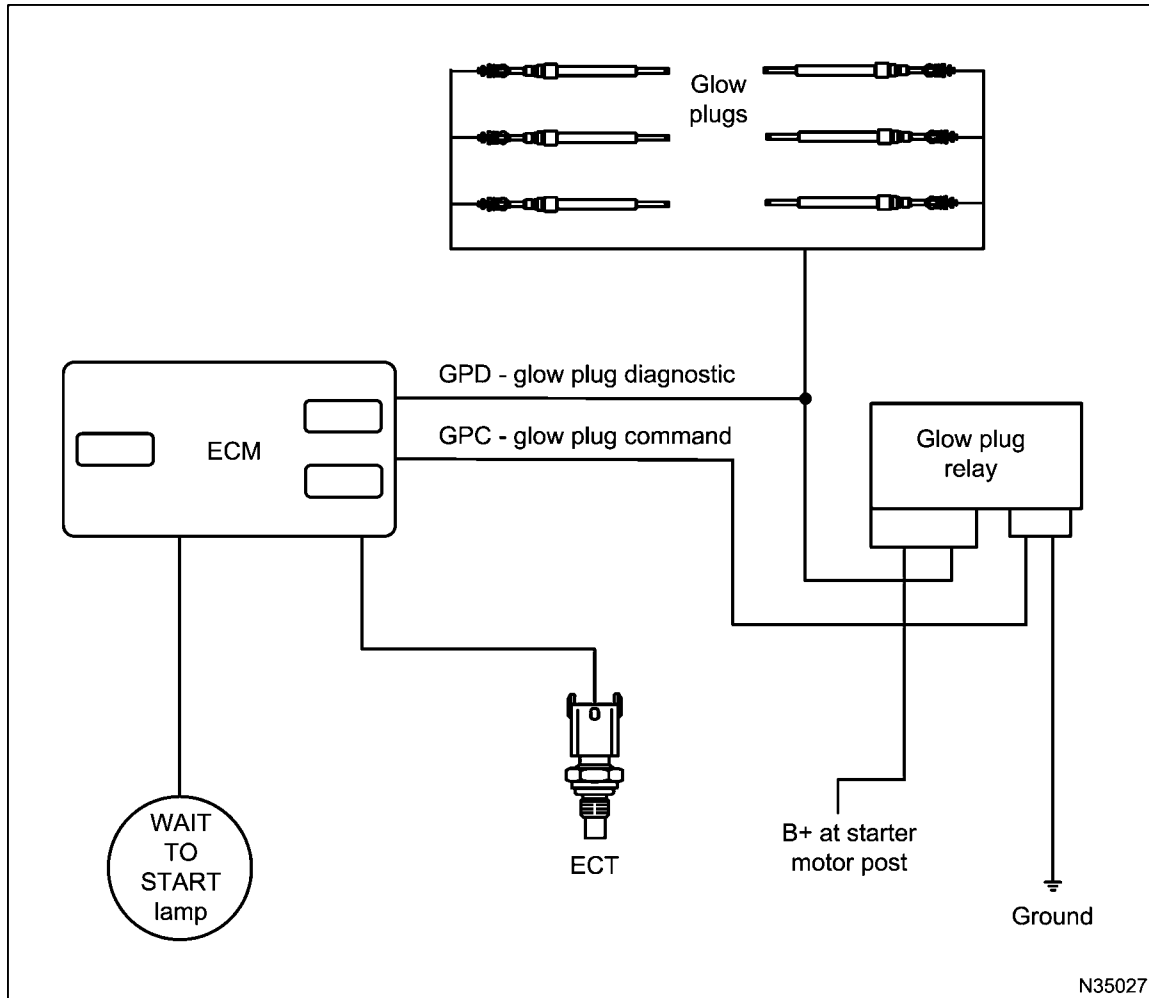 Glow
plugs
GPD - glow plug diagnostic
GPC - glow plug command
ECM
Glow plug
relay
WAIT
TO
START
lamp
ECT
B+ at starter
motor post
Ground
N35027